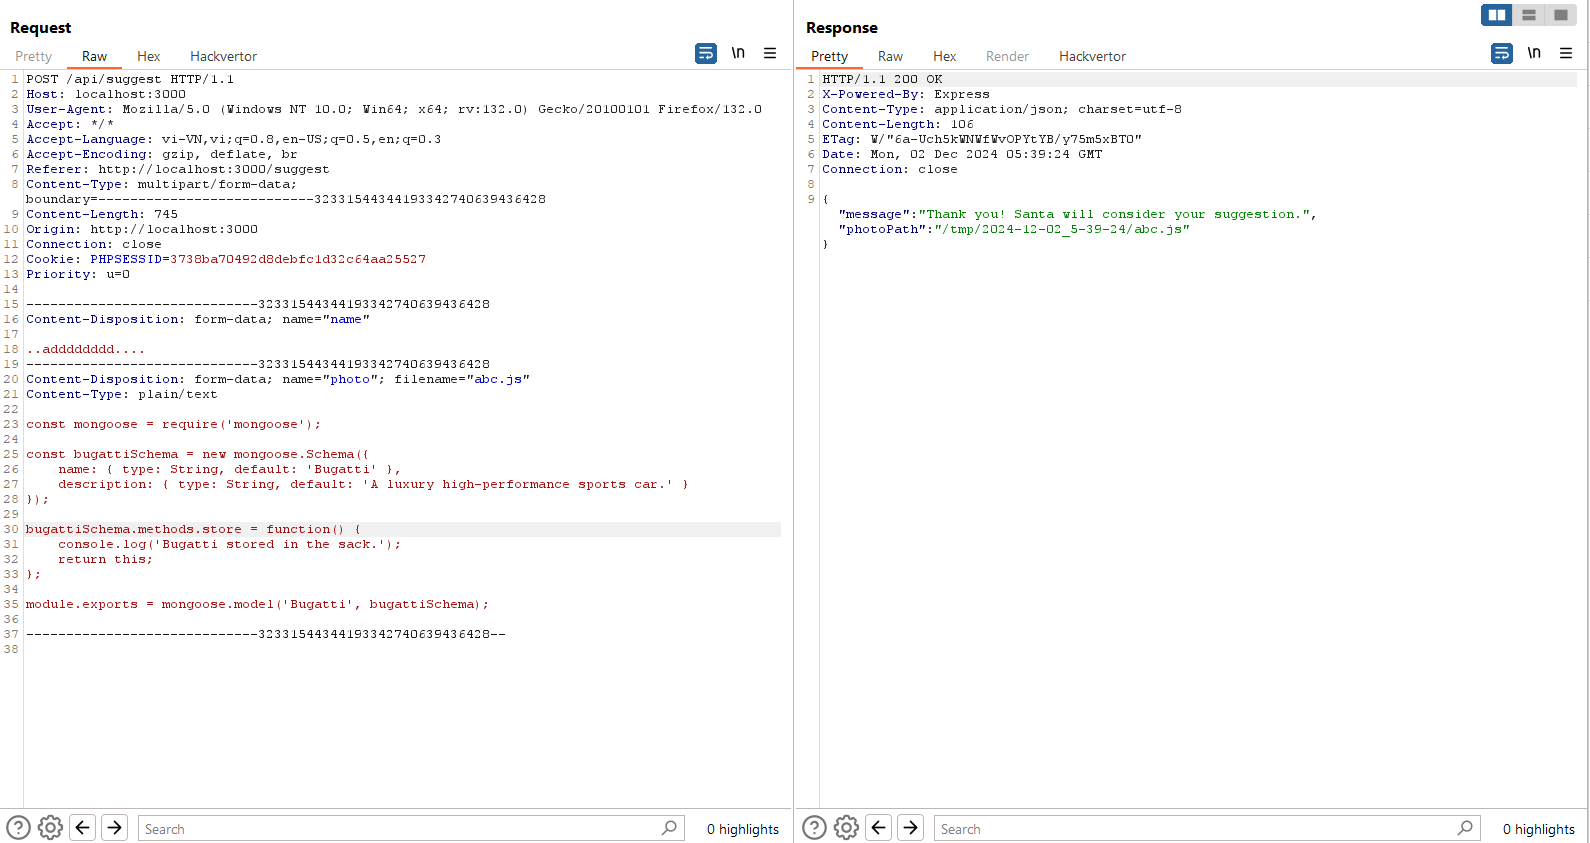 Request
Pretty Raw Hex Hackvertor \n
1 POST /api/suggest HTTP/1.1
2 Host: localhost:3000
3 User-Agent: Mozilla/5.0 (Windows NT 10.0; Win64; x64; rv:132.0) Gecko/20100101 Firefox/132.0
4 Accept: */*
5 Accept-Language: vi-VN,vi;q=0.8,en-US;q=0.5,en;q=0.3
6 Accept-Encoding: gzip, deflate, br
7 Referer: http://localhost:3000/suggest
8 Content-Type: multipart/form-data;
boundary=---------------------------32331544344193342740639436428
9 Content-Length: 745
10 Origin: http://localhost:3000
11 Connection: close
12 Cookie: PHPSESSID=3738ba70492d8debfc1d32c64aa25527
13 Priority: u=0
14
15 -----------------------------32331544344193342740639436428
16 Content-Disposition: form-data; name="name"
17
18 ..adddddddd....
19 -----------------------------32331544344193342740639436428
20 Content-Disposition: form-data; name="photo"; filename="abc.js"
21 Content-Type: plain/text
22
23 const mongoose = require('mongoose');
24
25 const bugattiSchema = new mongoose.Schema({
26 name: { type: String, default: 'Bugatti' },
27 description: { type: String, default: 'A luxury high-performance sports car.' }
28 });
29
30 bugattiSchema.methods.store = function() {
31 console.log('Bugatti stored in the sack.');
32 return this;
33 };
34
35 module.exports = mongoose.model('Bugatti', bugattiSchema);
36
37 -----------------------------32331544344193342740639436428--
38
Search 0 highlights
Response
Pretty Raw Hex Render Hackvertor \n
1 HTTP/1.1 200 OK
2 X-Powered-By: Express
3 Content-Type: application/json; charset=utf-8
4 Content-Length: 106
5 ETag: W/"6a-Uch5kWNWfWvOPYtYB/y75m5xBT0"
6 Date: Mon, 02 Dec 2024 05:39:24 GMT
7 Connection: close
8
9 {
"message":"Thank you! Santa will consider your suggestion.",
"photoPath":"/tmp/2024-12-02_5-39-24/abc.js"
}
Search 0 highlights